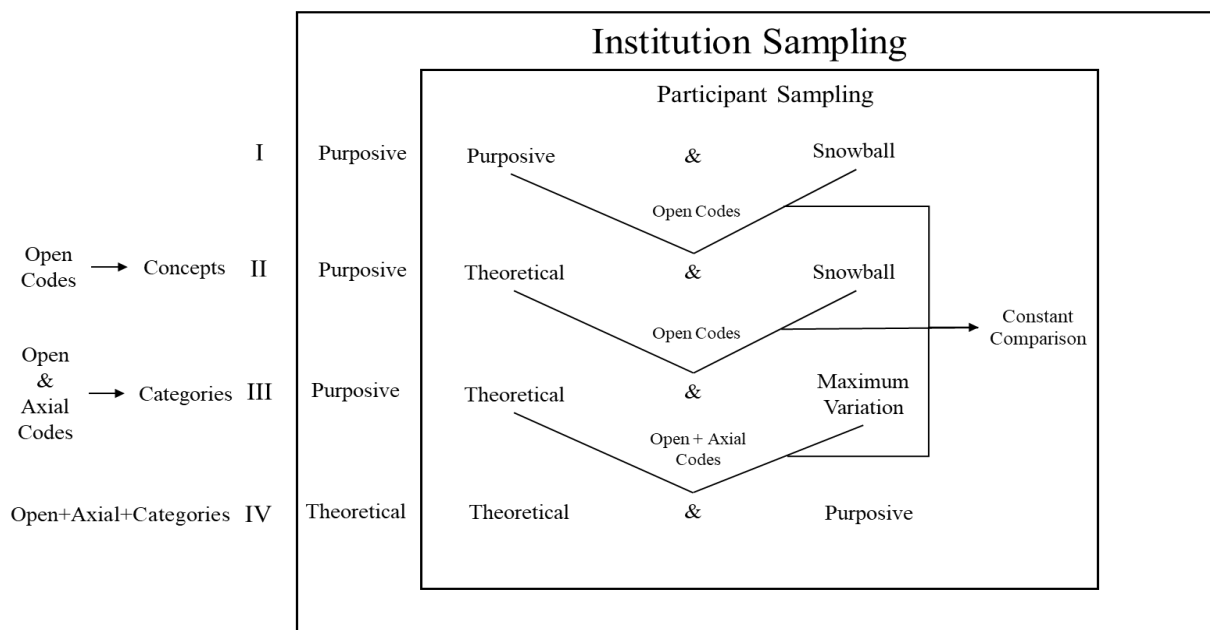 Institution Sampling
Participant Sampling
I Purposive Purposive & Snowball
Open Codes
Open
Codes
Concepts II Purposive Theoretical & Snowball
Open Codes
Constant
Comparison
Open
&
Axial
Codes
Categories III Purposive Theoretical & Maximum
Variation
Open + Axial
Codes
Open+Axial+Categories IV Theoretical Theoretical & Purposive